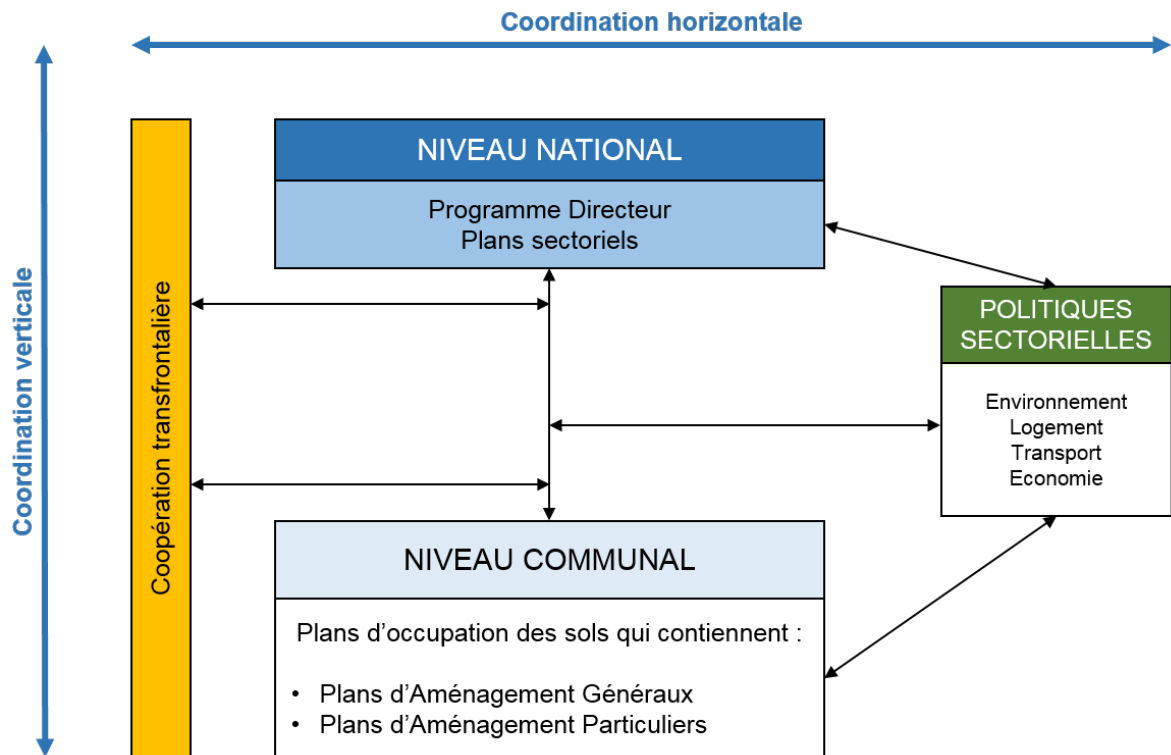 Coordination horizontale
Coordination verticale
Coopération transfrontalière
NIVEAU NATIONAL
Programme Directeur
Plans sectoriels
POLITIQUES
SECTORIELLES
Environnement
Logement
Transport
Economie
NIVEAU COMMUNAL
Plans d’occupation des sols qui contiennent :
• Plans d’Aménagement Généraux
• Plans d’Aménagement Particuliers